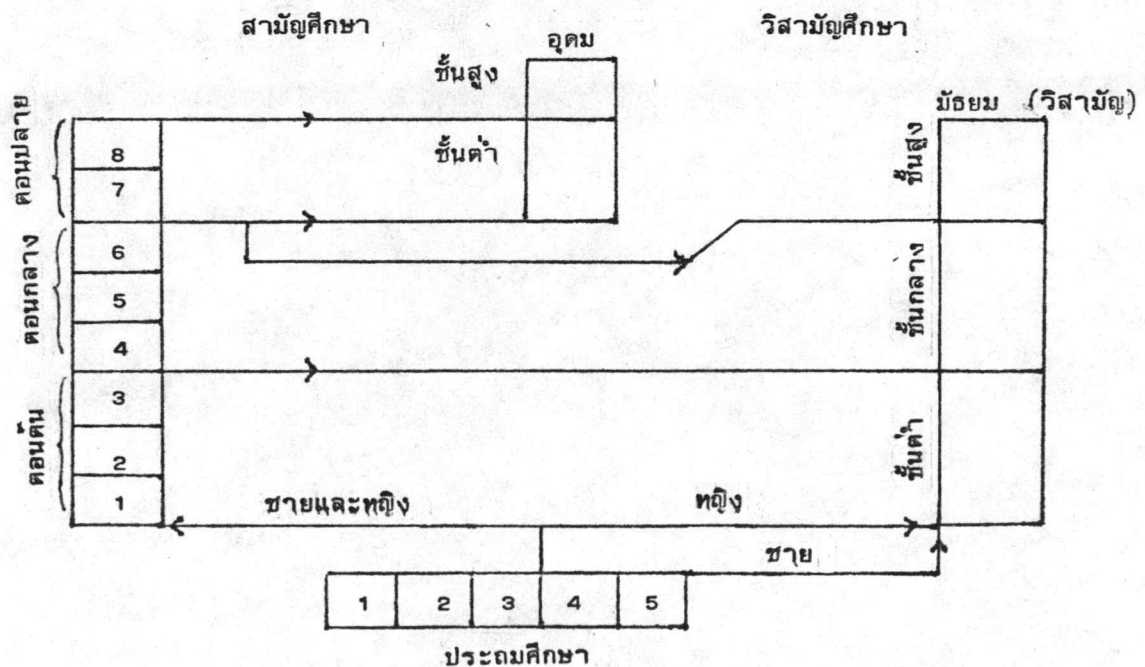 สามัญศึกษา
วิสามัญศึกษา
อุดม
ชั้นสูง
ชั้นต่ำ
มัธยม (วิสามัญ)
ตอนปลาย
8
7
ชั้นสูง
ตอนกลาง
6
5
4
ชั้นกลาง
ตอนต้น
3
2
1
ชั้นต่ำ
ชายและหญิง
หญิง
ชาย
1 2 3 4 5
ประถมศึกษา